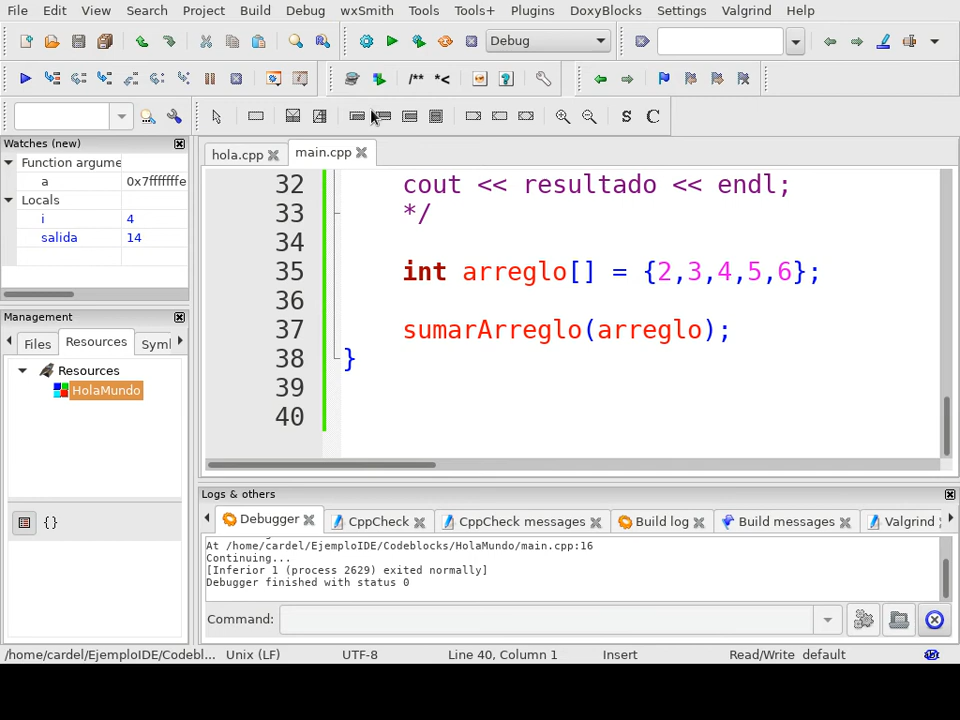 File Edit View Search Project Build Debug wxSmith Tools Tools+ Plugins DoxyBlocks Settings Valgrind Help
Debug
/** *<
S C
Watches (new)
Function argume
a 0x7fffffffe
Locals
i 4
salida 14
Management
Files Resources Syml
Resources
HolaMundo
{}
hola.cpp main.cpp
32 cout << resultado << endl;
33 */
34
35 int arreglo[] = {2,3,4,5,6};
36
37 sumarArreglo(arreglo);
38 }
39
40
Logs & others
Debugger CppCheck CppCheck messages Build log Build messages Valgrind
At /home/cardel/EjemploIDE/Codeblocks/HolaMundo/main.cpp:16
Continuing...
[Inferior 1 (process 2629) exited normally]
Debugger finished with status 0
Command:
/home/cardel/EjemploIDE/Codebl... Unix (LF) UTF-8 Line 40, Column 1 Insert Read/Write default